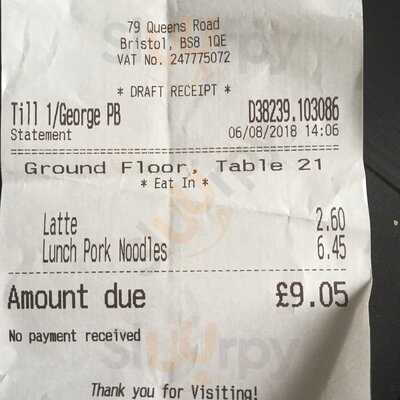 79 Queens Road
Bristol, BS8 1QE
VAT No. 247775072
* DRAFT RECEIPT *
Till 1/George PB D38239.103086
Statement 06/08/2018 14:06
Ground Floor, Table 21
* Eat In *
Latte 2.60
Lunch Pork Noodles 6.45
Amount due £9.05
No payment received
Thank you for Visiting!